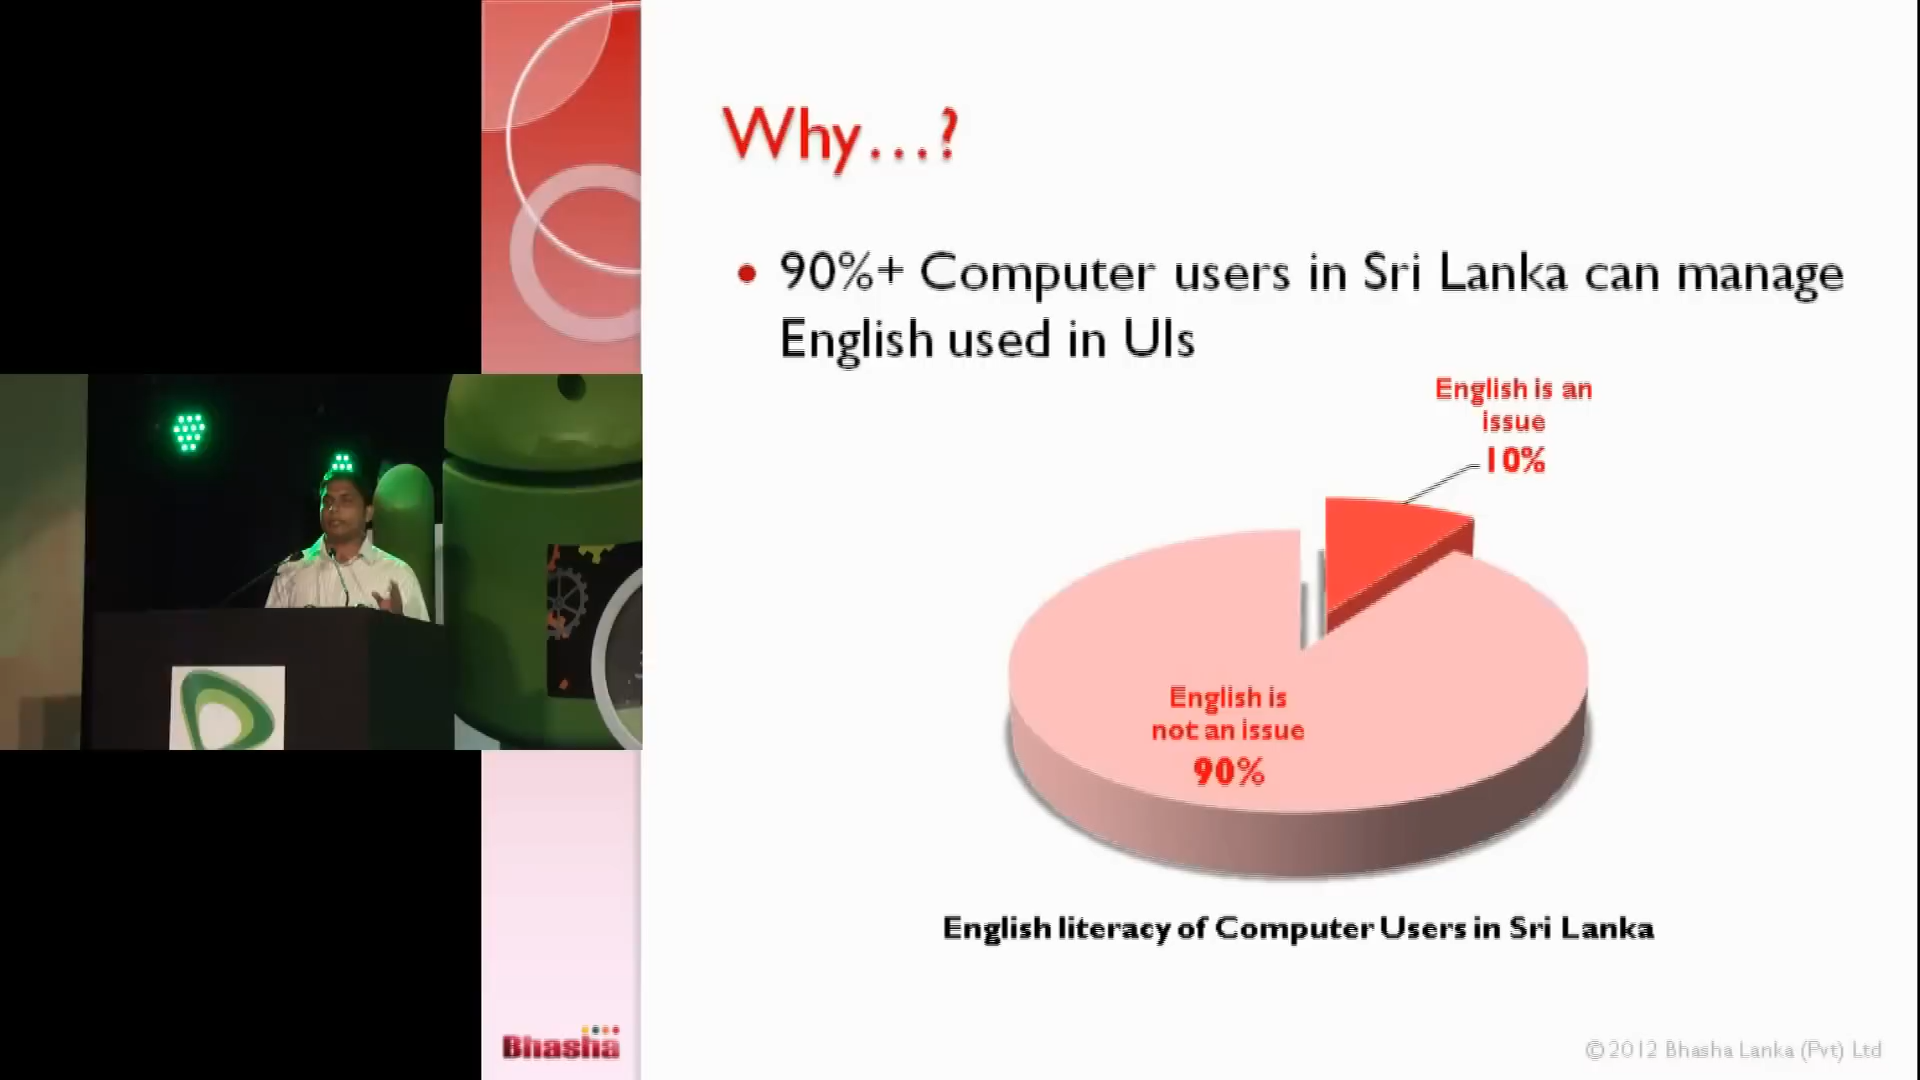 Why...?
• 90%+ Computer users in Sri Lanka can manage
English used in UIs
English is an
issue
10%
English is
not an issue
90%
English literacy of Computer Users in Sri Lanka
Bhasha
©2012 Bhasha Lanka (Pvt) Ltd